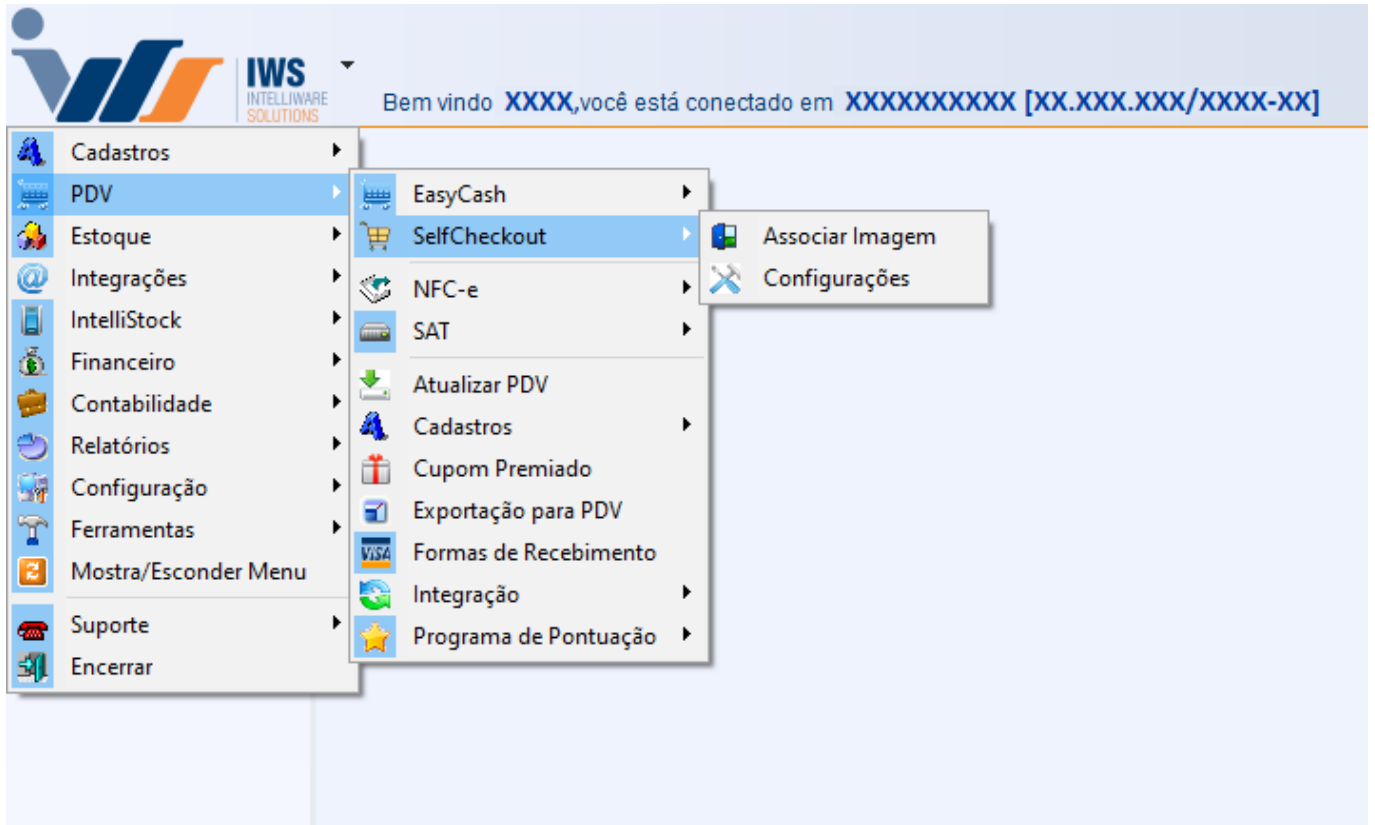 IWS
INTELLIWARE
SOLUTIONS
Bem vindo XXXX,você está conectado em XXXXXXXXXX [XX.XXX.XXX/XXXX-XX]
Cadastros
PDV
Estoque
Integrações
IntelliStock
Financeiro
Contabilidade
Relatórios
Configuração
Ferramentas
Mostra/Esconder Menu
Suporte
Encerrar
EasyCash
SelfCheckout
NFC-e
SAT
Atualizar PDV
Cadastros
Cupom Premiado
Exportação para PDV
VISA
Formas de Recebimento
Integração
Programa de Pontuação
Associar Imagem
Configurações